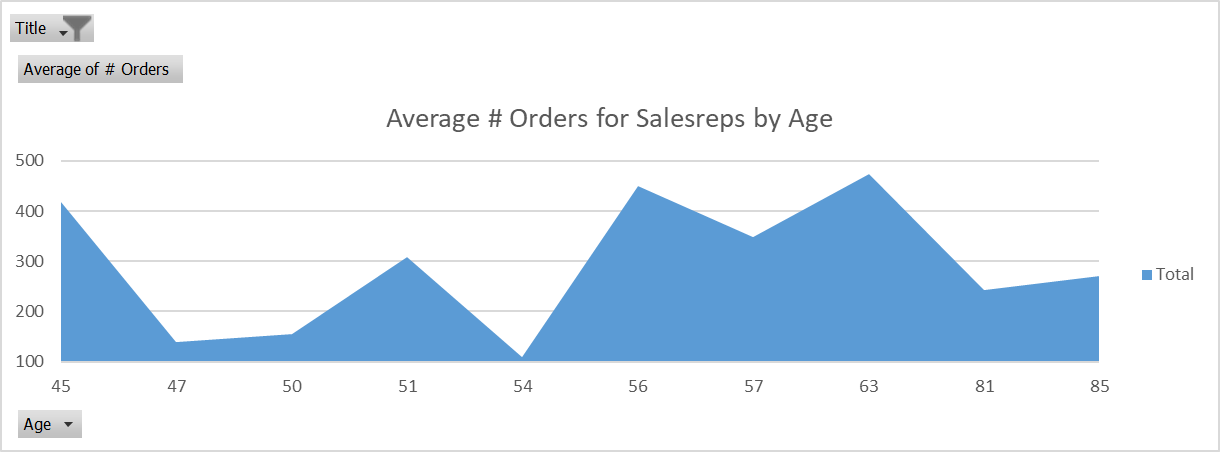 Title
Average of # Orders
Average # Orders for Salesreps by Age
500
400
300
200
100
45 47 50 51 54 56 57 63 81 85
Total
Age